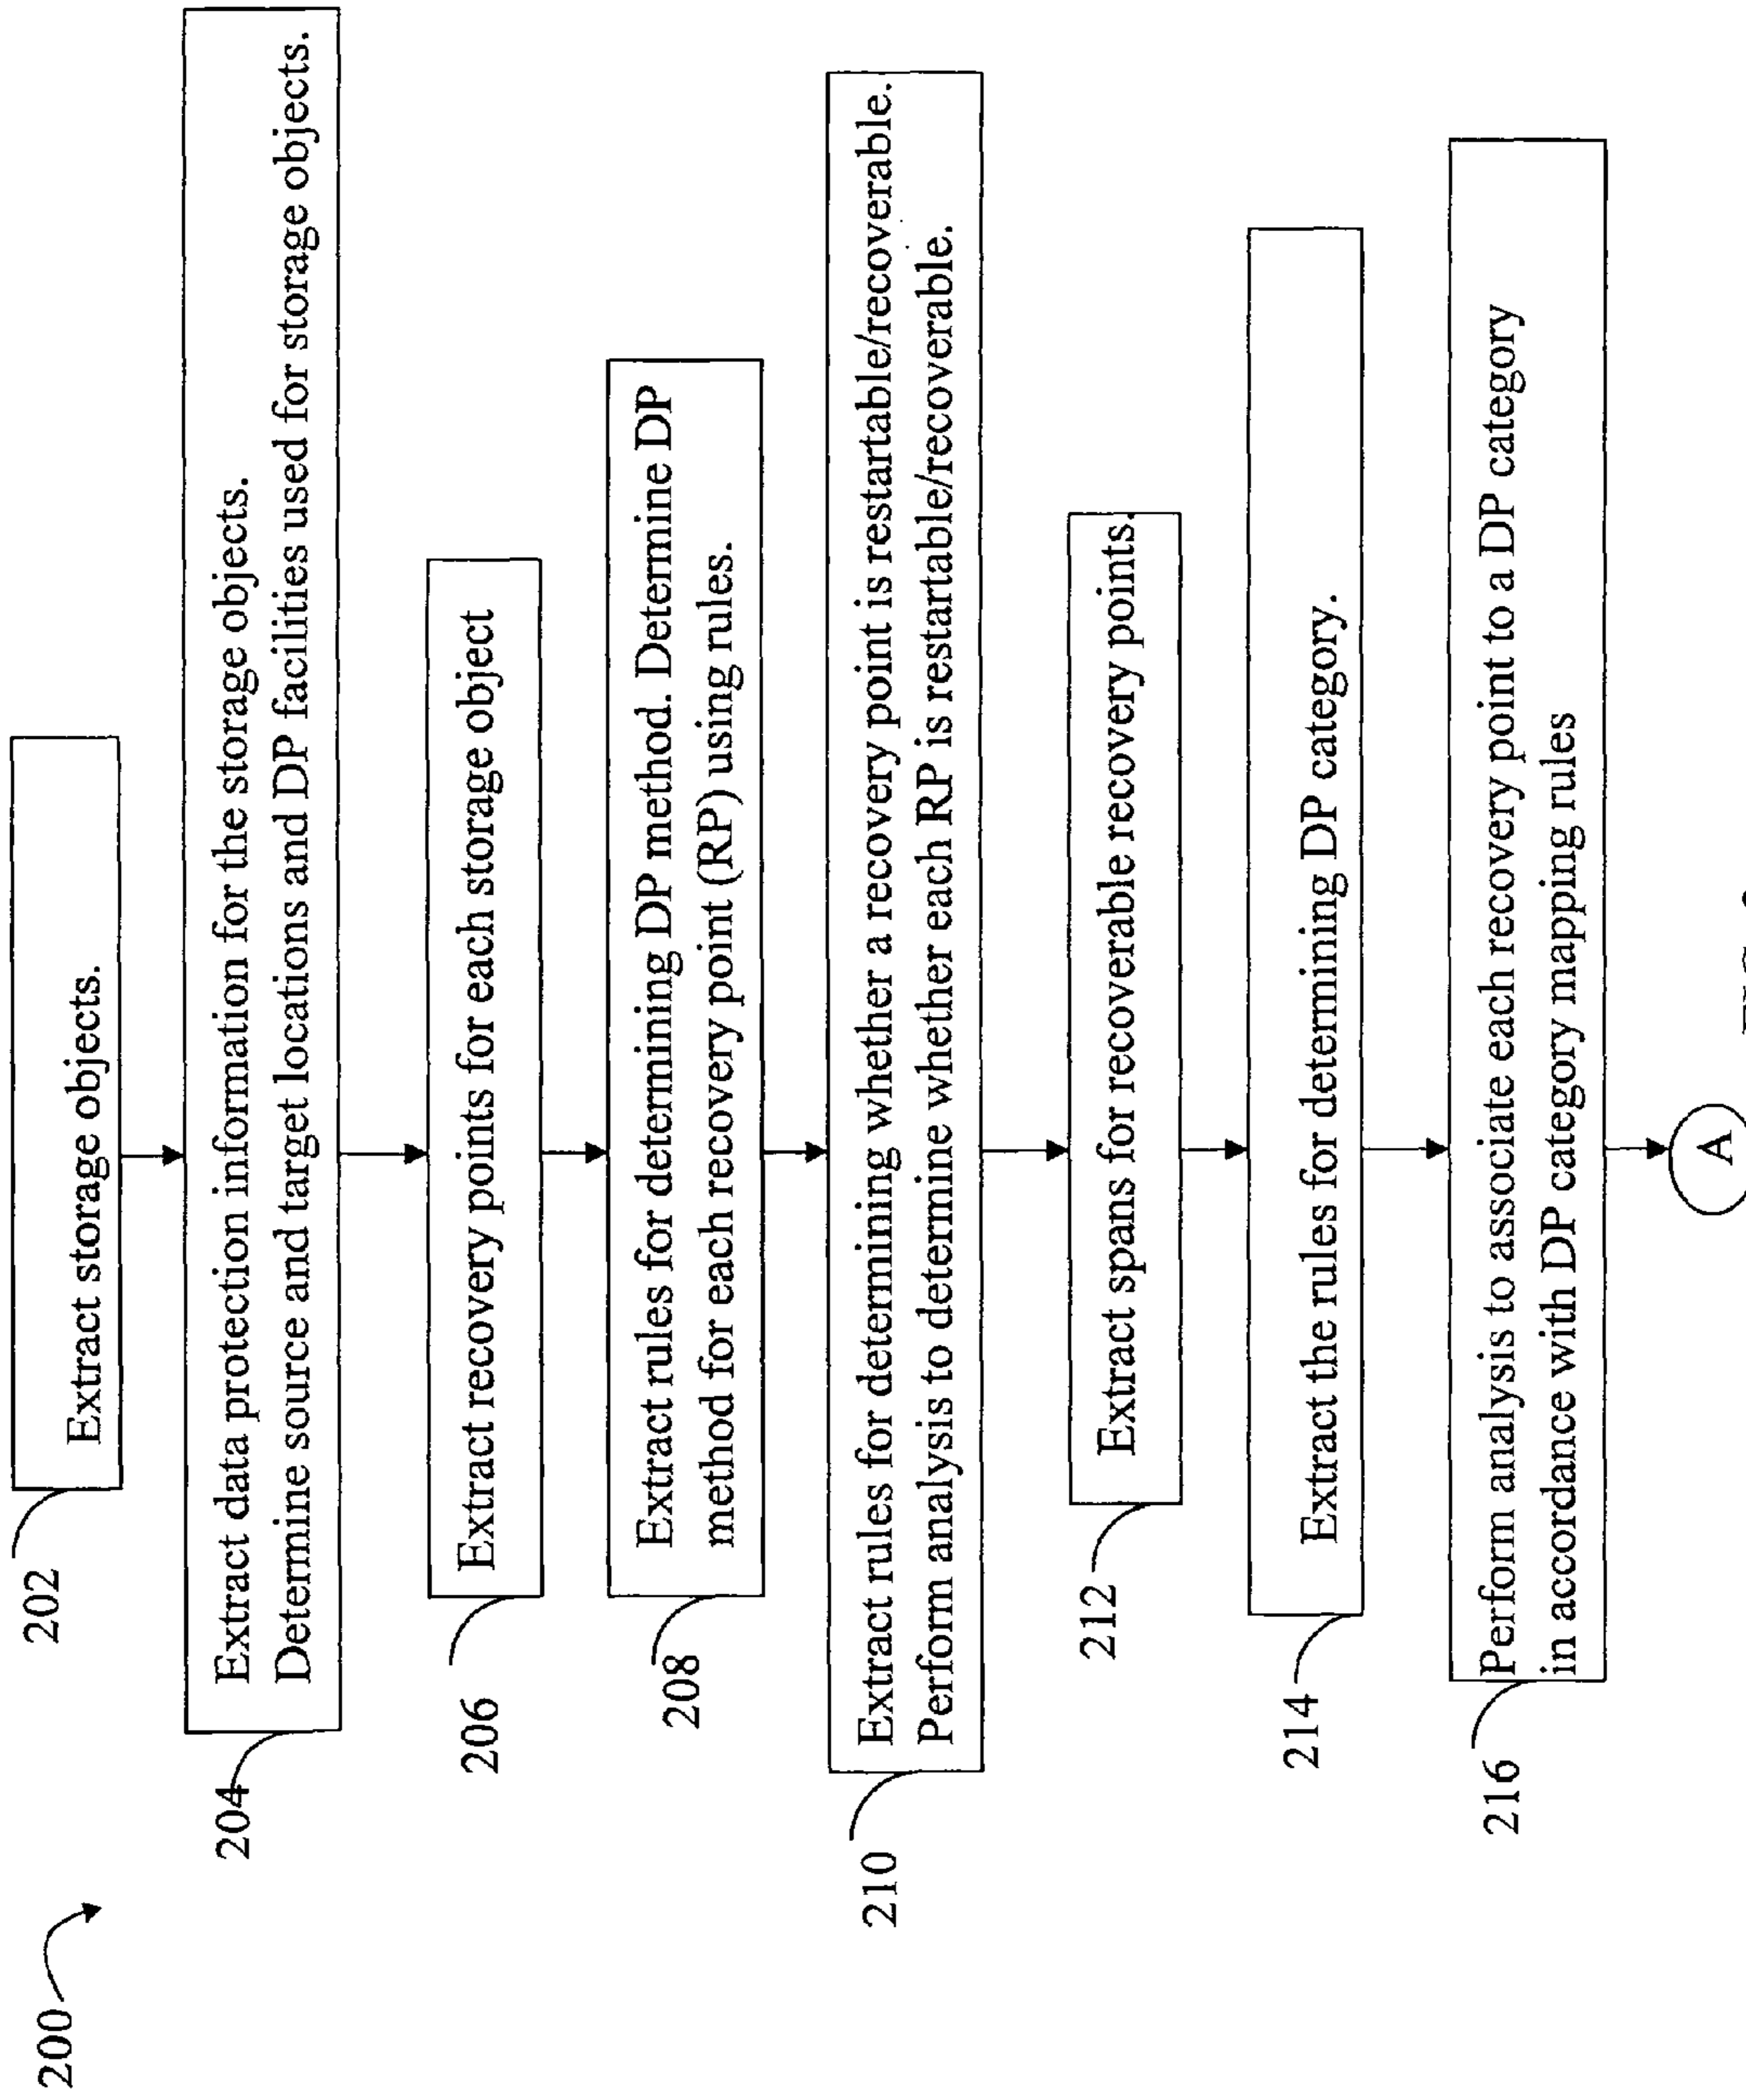 200
202
Extract storage objects.
204
Extract data protection information for the storage objects.
Determine source and target locations and DP facilities used for storage objects.
206
Extract recovery points for each storage object
208
Extract rules for determining DP method. Determine DP
method for each recovery point (RP) using rules.
210
Extract rules for determining whether a recovery point is restartable/recoverable.
Perform analysis to determine whether each RP is restartable/recoverable.
212
Extract spans for recoverable recovery points.
214
Extract the rules for determining DP category.
216
Perform analysis to associate each recovery point to a DP category
in accordance with DP category mapping rules
A